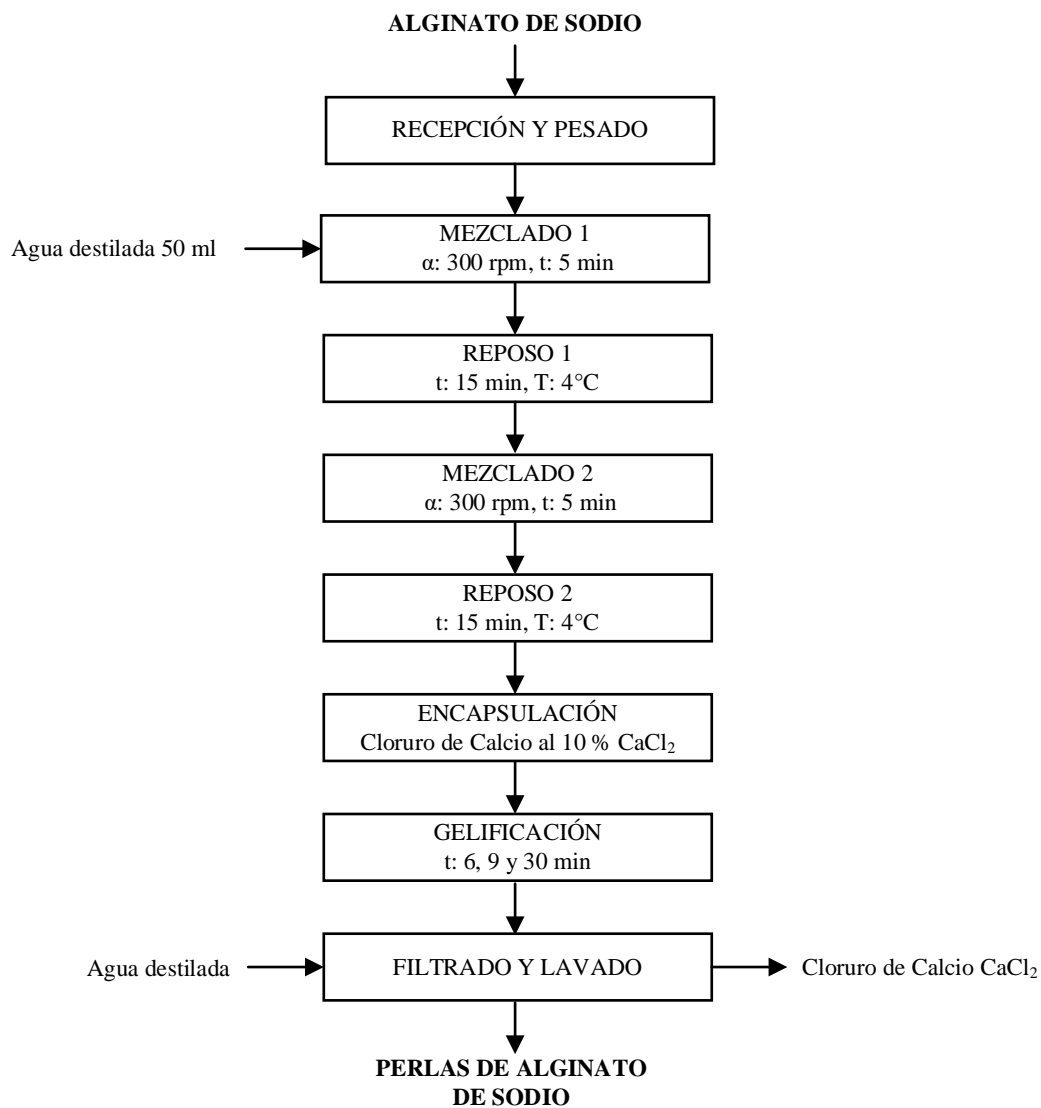 ALGINATO DE SODIO
RECEPCIÓN Y PESADO
Agua destilada 50 ml
MEZCLADO 1
α: 300 rpm, t: 5 min
REPOSO 1
t: 15 min, T: 4°C
MEZCLADO 2
α: 300 rpm, t: 5 min
REPOSO 2
t: 15 min, T: 4°C
ENCAPSULACIÓN
Cloruro de Calcio al 10 % CaCl₂
GELIFICACIÓN
t: 6, 9 y 30 min
Agua destilada
FILTRADO Y LAVADO
Cloruro de Calcio CaCl₂
PERLAS DE ALGINATO
DE SODIO